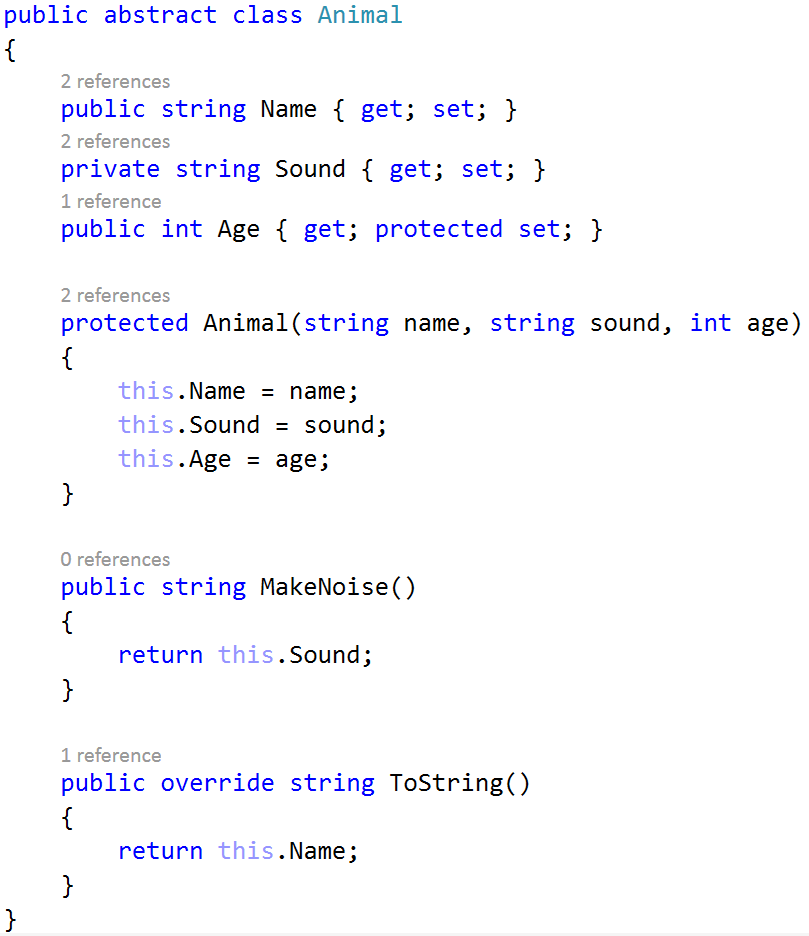 public abstract class Animal
{
2 references
public string Name { get; set; }
2 references
private string Sound { get; set; }
1 reference
public int Age { get; protected set; }
2 references
protected Animal(string name, string sound, int age)
{
this.Name = name;
this.Sound = sound;
this.Age = age;
}
0 references
public string MakeNoise()
{
return this.Sound;
}
1 reference
public override string ToString()
{
return this.Name;
}
}